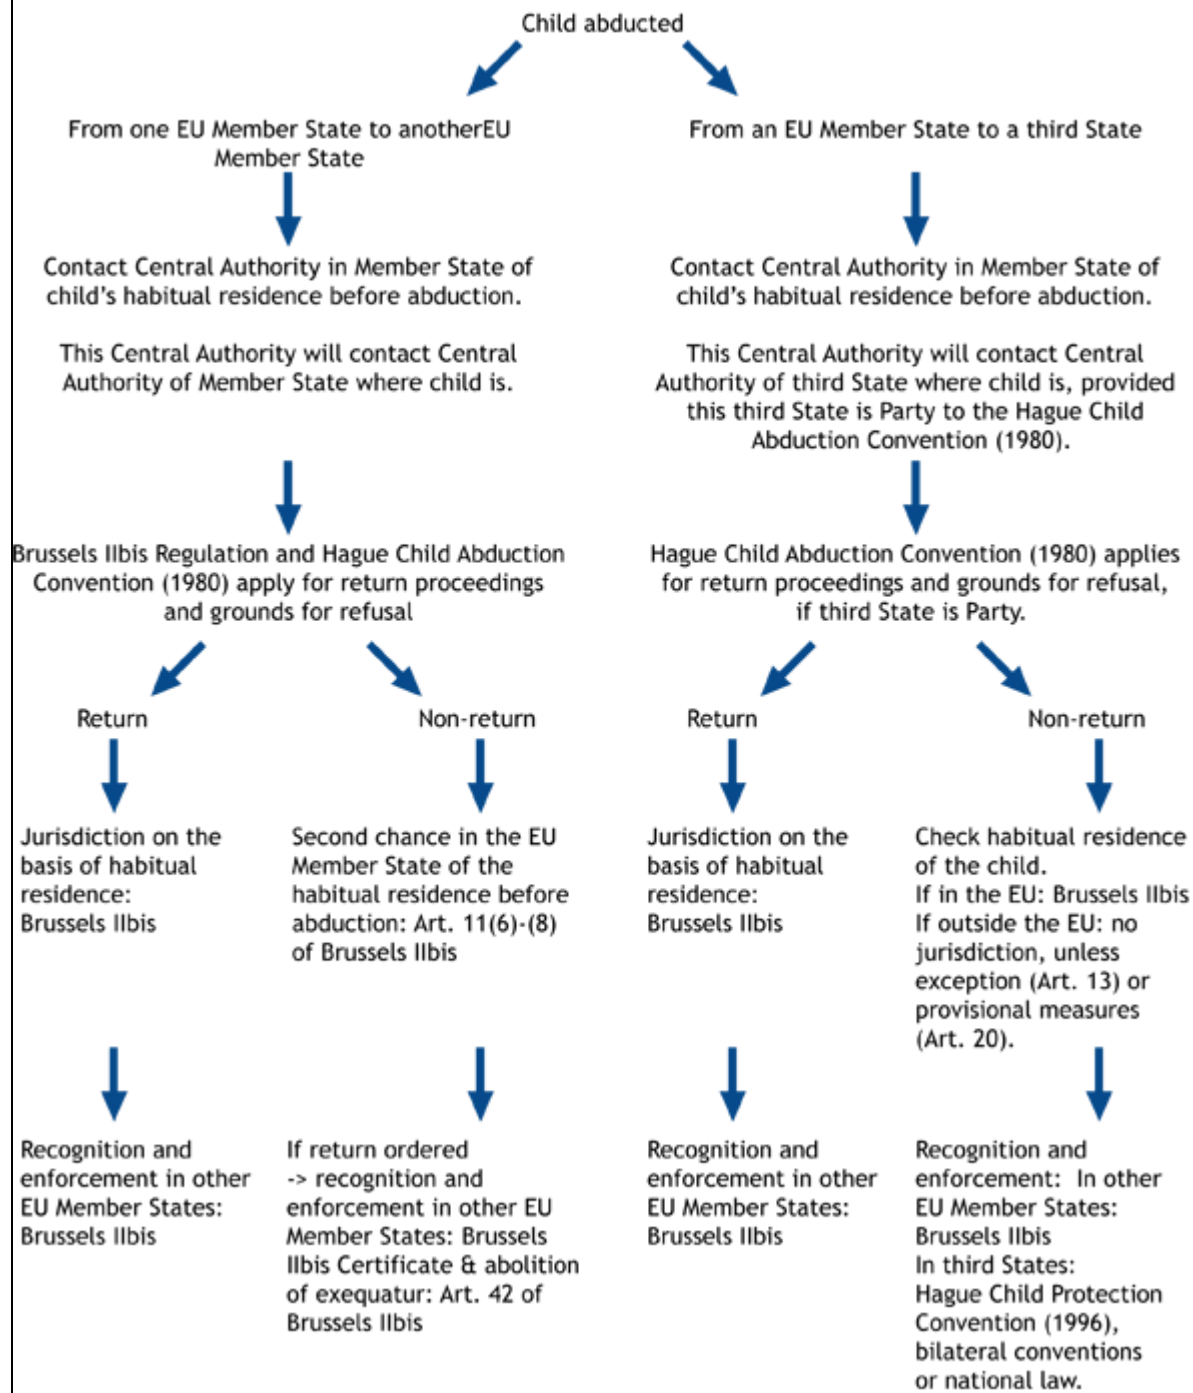 Child abducted
From one EU Member State to anotherEU
Member State
From an EU Member State to a third State
Contact Central Authority in Member State of
child's habitual residence before abduction.
This Central Authority will contact Central
Authority of Member State where child is.
Contact Central Authority in Member State of
child's habitual residence before abduction.
This Central Authority will contact Central
Authority of third State where child is, provided
this third State is Party to the Hague Child
Abduction Convention (1980).
Brussels IIbis Regulation and Hague Child Abduction
Convention (1980) apply for return proceedings
and grounds for refusal
Hague Child Abduction Convention (1980) applies
for return proceedings and grounds for refusal,
if third State is Party.
Return
Non-return
Return
Non-return
Jurisdiction on the
basis of habitual
residence:
Brussels IIbis
Second chance in the EU
Member State of the
habitual residence before
abduction: Art. 11(6)-(8)
of Brussels IIbis
Jurisdiction on the
basis of habitual
residence:
Brussels IIbis
Check habitual residence
of the child.
If in the EU: Brussels IIbis
If outside the EU: no
jurisdiction, unless
exception (Art. 13) or
provisional measures
(Art. 20).
Recognition and
enforcement in other
EU Member States:
Brussels IIbis
If return ordered
-> recognition and
enforcement in other EU
Member States: Brussels
IIbis Certificate & abolition
of exequatur: Art. 42 of
Brussels IIbis
Recognition and
enforcement in other
EU Member States:
Brussels IIbis
Recognition and
enforcement: In other
EU Member States:
Brussels IIbis
In third States:
Hague Child Protection
Convention (1996),
bilateral conventions
or national law.